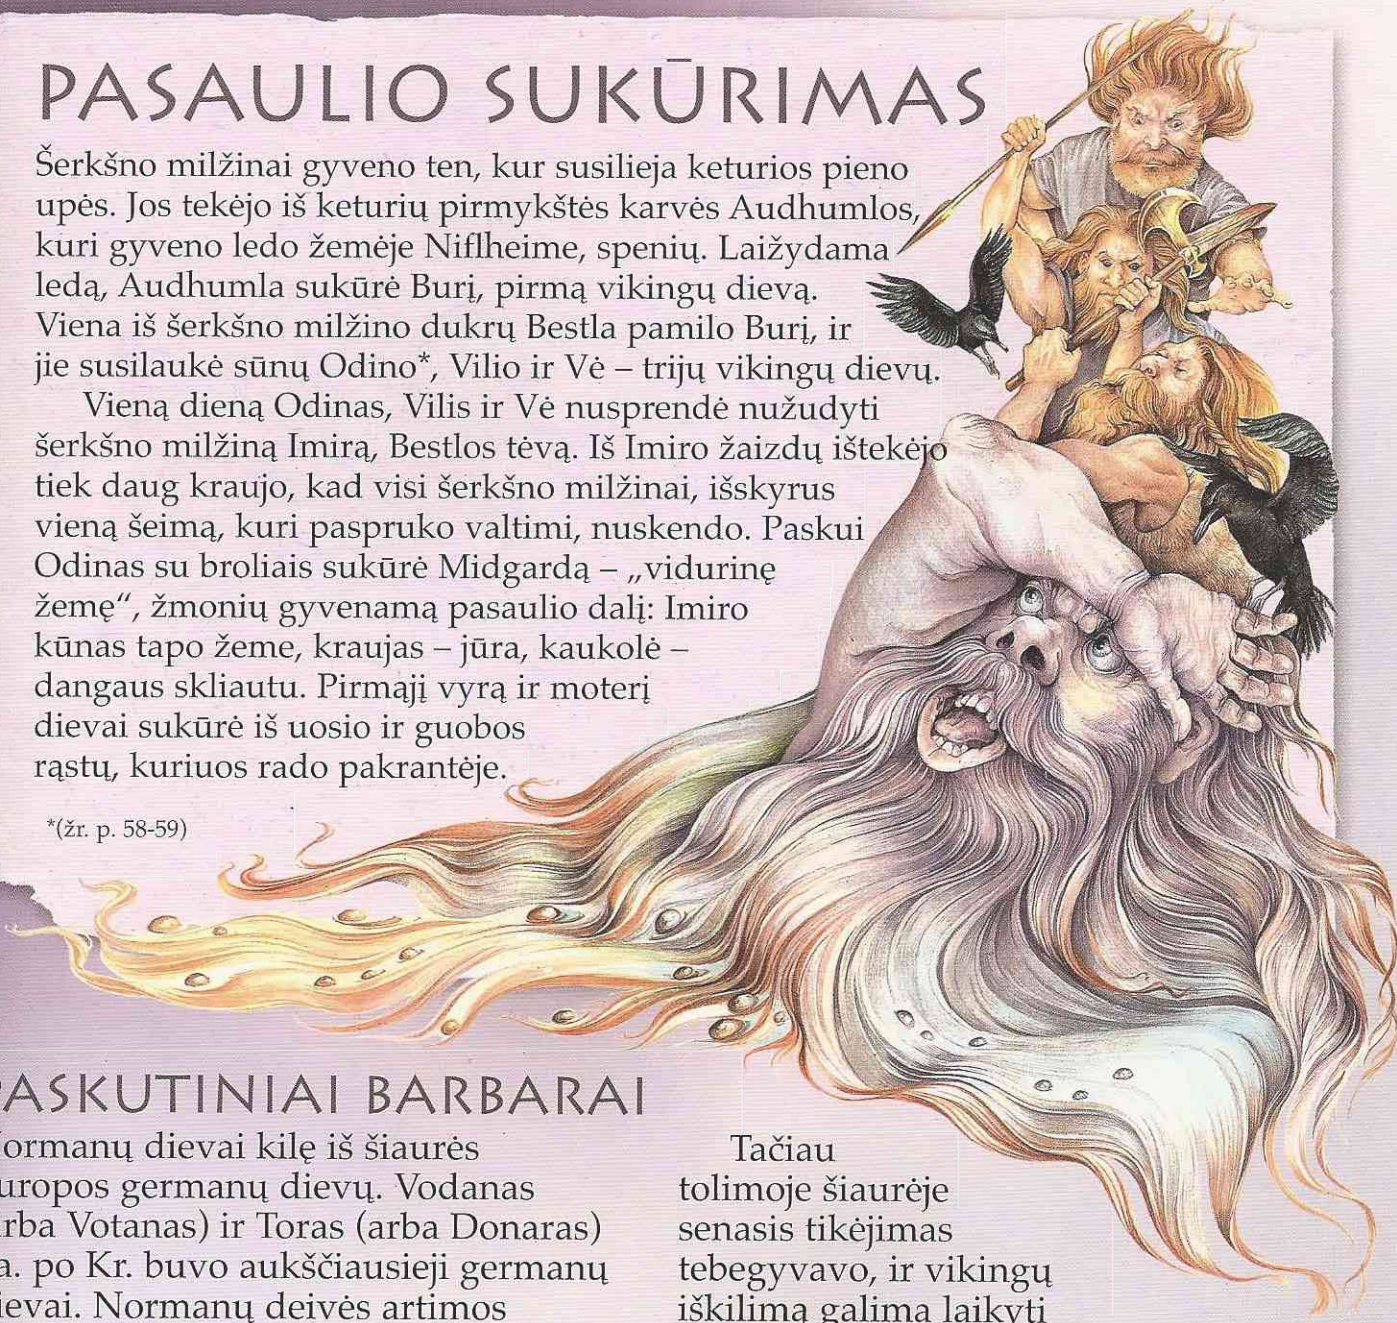 PASAULIO SUKŪRIMAS
Šerkšno milžinai gyveno ten, kur susilieja keturios pieno
upės. Jos tekėjo iš keturių pirmykštės karvės Audhumlos,
kuri gyveno ledo žemėje Niflheime, spenių. Laižydama
ledą, Audhumla sukūrė Burį, pirmą vikingų dievą.
Viena iš šerkšno milžino dukrų Bestla pamilo Burį, ir
jie susilaukė sūnų Odino*, Vilio ir Vė – trijų vikingų dievų.
Vieną dieną Odinas, Vilis ir Vė nusprendė nužudyti
šerkšno milžiną Imirą, Bestlos tėvą. Iš Imiro žaizdų ištekėjo
tiek daug kraujo, kad visi šerkšno milžinai, išskyrus
vieną šeimą, kuri paspruko valtimi, nuskendo. Paskui
Odinas su broliais sukūrė Midgardą – „vidurinę
žemę“, žmonių gyvenamą pasaulio dalį: Imiro
kūnas tapo žeme, kraujas – jūra, kaukolė –
dangaus skliautu. Pirmąjį vyrą ir moterį
dievai sukūrė iš uosio ir guobos
rąstų, kuriuos rado pakrantėje.
*(žr. p. 58-59)
ASKUTINIAI BARBARAI
ormanų dievai kilę iš šiaurės
uropos germanų dievų. Vodanas
rba Votanas) ir Toras (arba Donaras)
a. po Kr. buvo aukščiausieji germanų
ievai. Normanų deivės artimos
Tačiau
tolimoje šiaurėje
senasis tikėjimas
tebegyvavo, ir vikingų
iškilimą galima laikyti